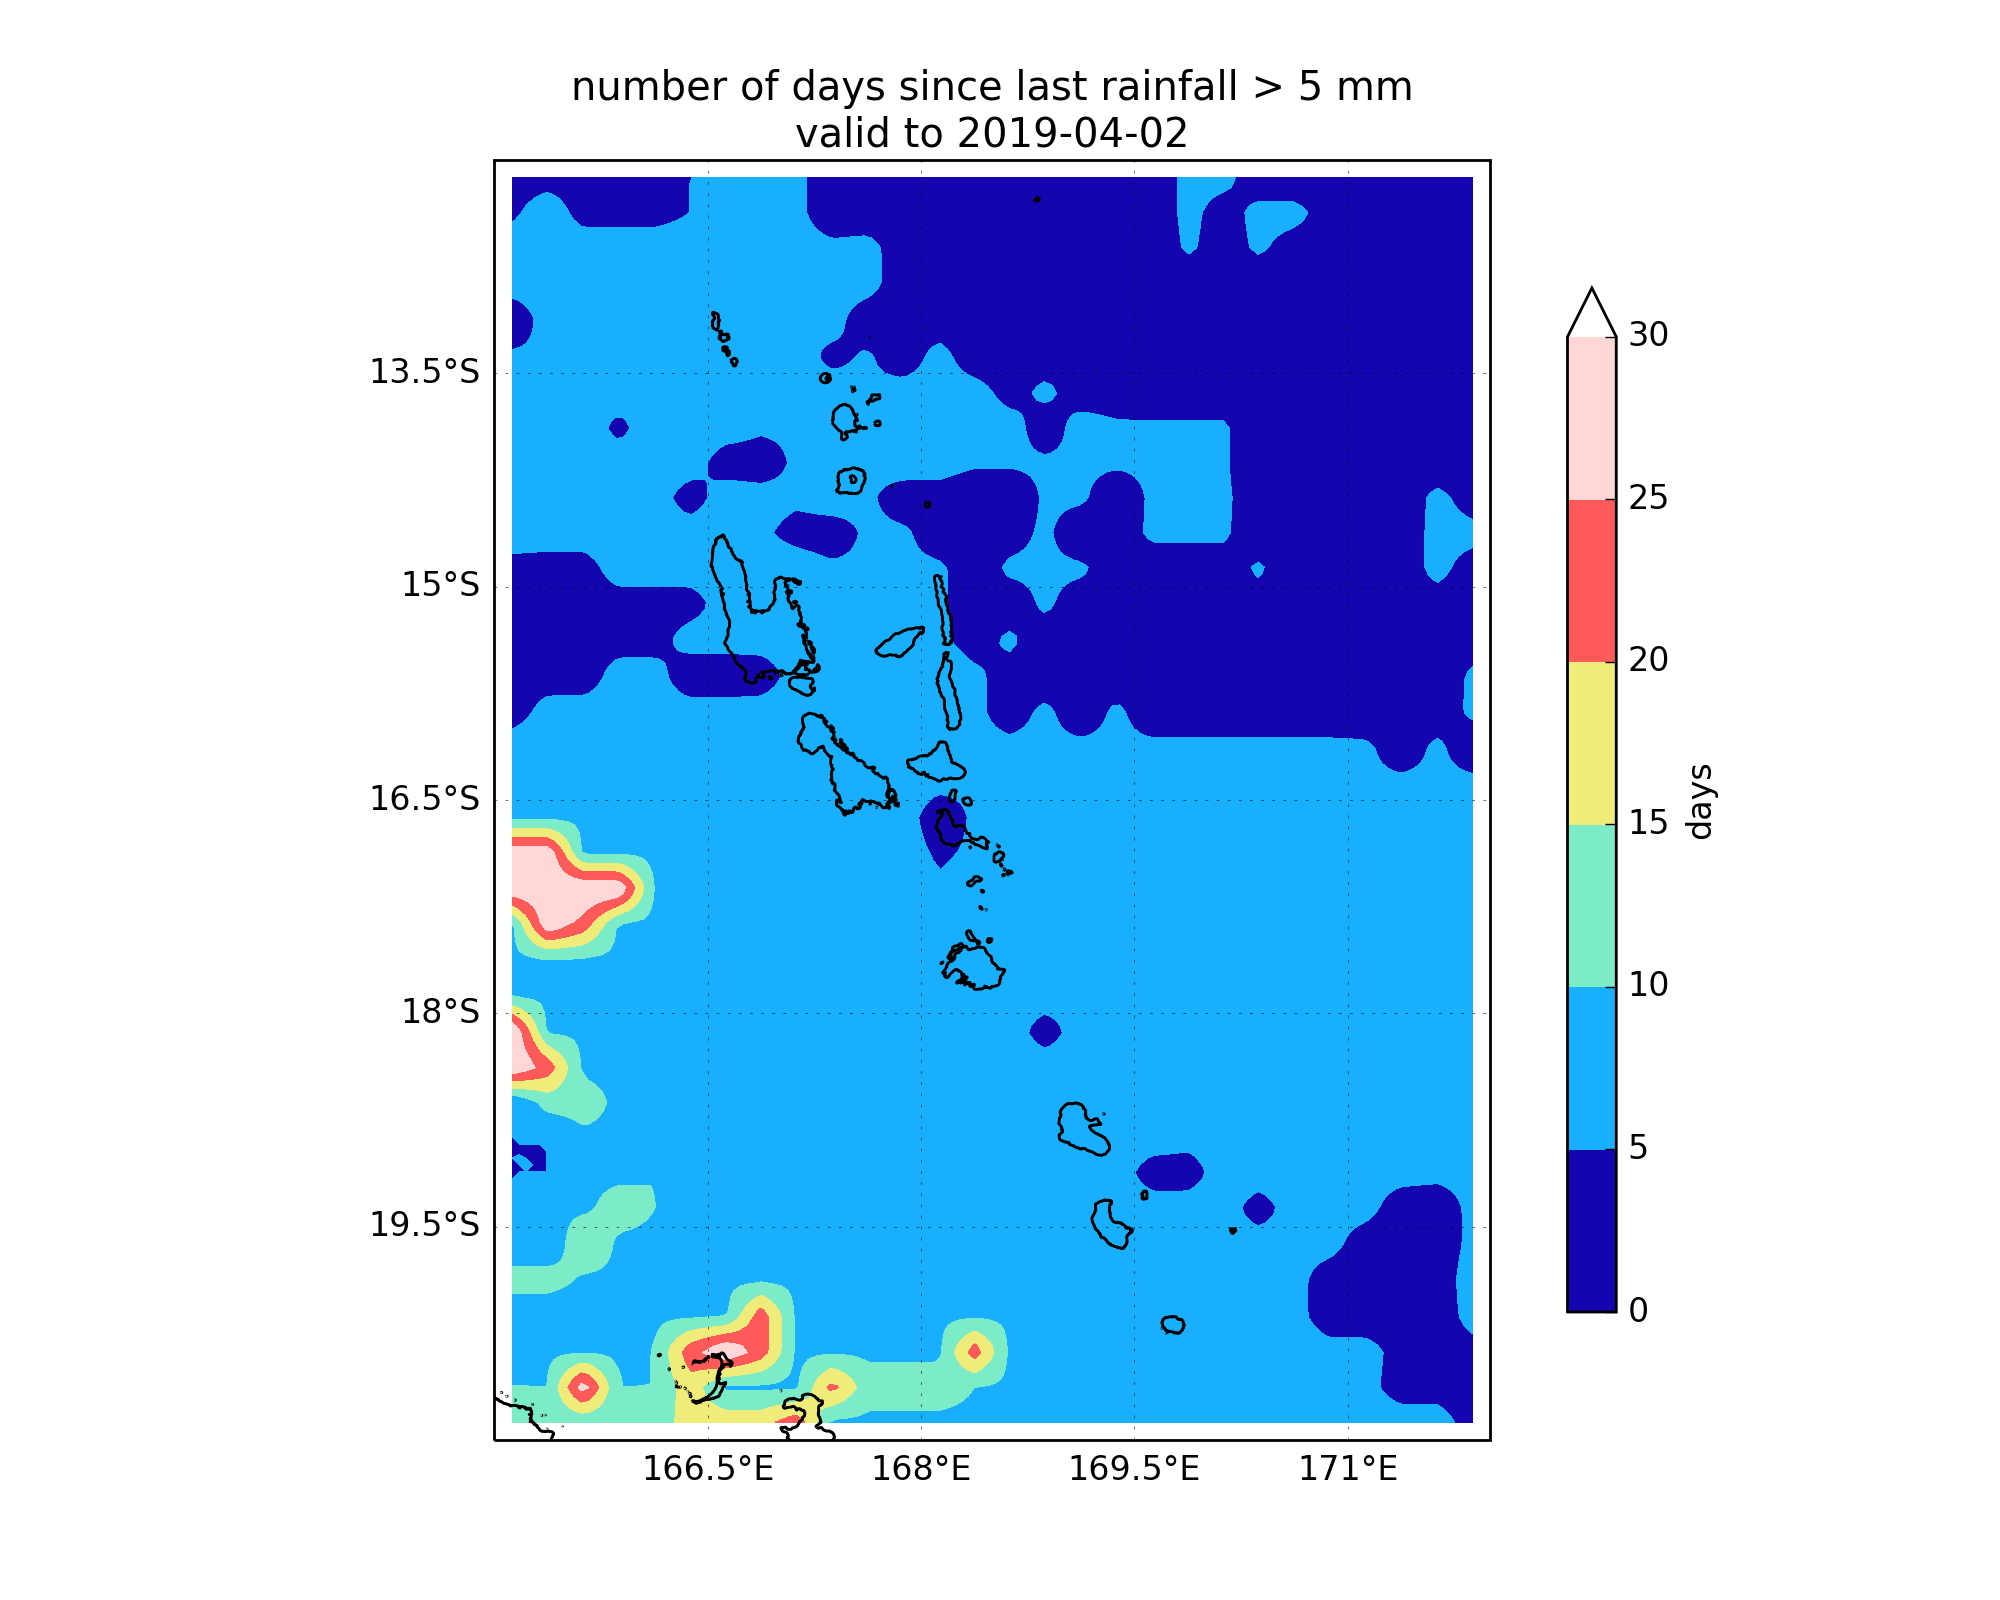 number of days since last rainfall > 5 mm
valid to 2019-04-02
30
13.5°S
25
15°S
20
16.5°S
15
days
10
18°S
5
19.5°S
0
166.5°E
168°E
169.5°E
171°E